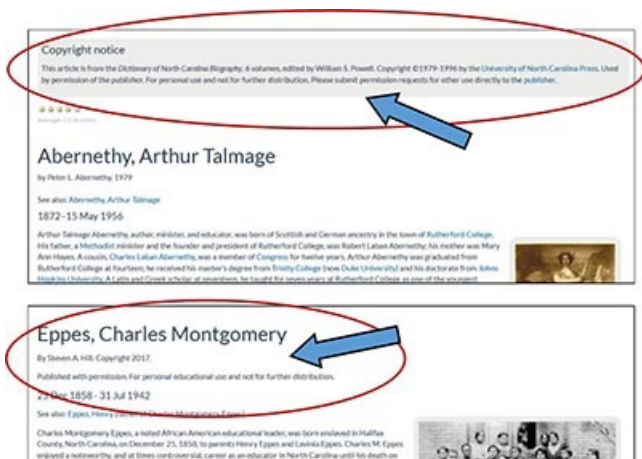 Copyright notice
This article is from the Dictionary of North Carolina Biography, 6 volumes, edited by William S. Powell. Copyright ©1979-1996 by the University of North Carolina Press. Used
by permission of the publisher. For personal use and not for further distribution. Please submit permission requests for other use directly to the publisher.
Abernethy, Arthur Talmage
by Peter L. Abernethy, 1979
See also: Abernethy, Arthur Talmage
1872–15 May 1956
Arthur Talmage Abernethy, author, minister, and educator, was born of Scottish and German ancestry in the town of Rutherford College.
His father, a Methodist minister and the founder and president of Rutherford College, was Robert Laban Abernethy; his mother was Mary
Ann Hayes. A cousin, Charles Laban Abernethy, was a member of Congress for twelve years. Arthur Abernethy was graduated from
Rutherford College at fourteen; he received his master's degree from Trinity College (now Duke University) and his doctorate from Johns
Hopkins University. A Latin and Greek scholar at seventeen, he taught for seven years at Rutherford College as one of the youngest
Eppes, Charles Montgomery
By Steven A. Hill; Copyright 2017.
Published with permission. For personal educational use and not for further distribution.
25 Dec 1858 - 31 Jul 1942
See also: Eppes, Henry (father of Charles Montgomery Eppes)
Charles Montgomery Eppes, a noted African American educational leader, was born enslaved in Halifax
County, North Carolina, on December 25, 1858, to parents Henry Eppes and Lavinia Eppes. Charles M. Eppes
enjoyed a noteworthy, and at times controversial, career as an educator in North Carolina until his death on